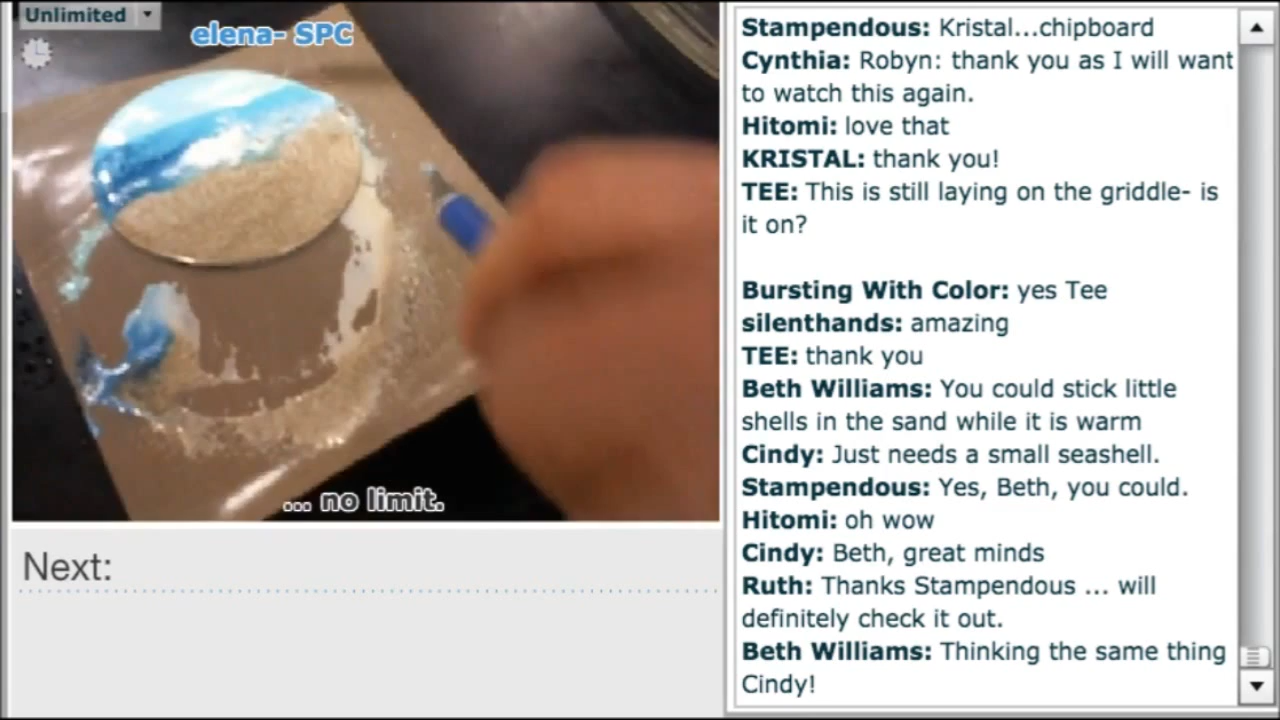 Unlimited
elena- SPC
... no limit.
Next:
Stampendous: Kristal...chipboard
Cynthia: Robyn: thank you as I will want
to watch this again.
Hitomi: love that
KRISTAL: thank you!
TEE: This is still laying on the griddle- is
it on?
Bursting With Color: yes Tee
silenthands: amazing
TEE: thank you
Beth Williams: You could stick little
shells in the sand while it is warm
Cindy: Just needs a small seashell.
Stampendous: Yes, Beth, you could.
Hitomi: oh wow
Cindy: Beth, great minds
Ruth: Thanks Stampendous ... will
definitely check it out.
Beth Williams: Thinking the same thing
Cindy!